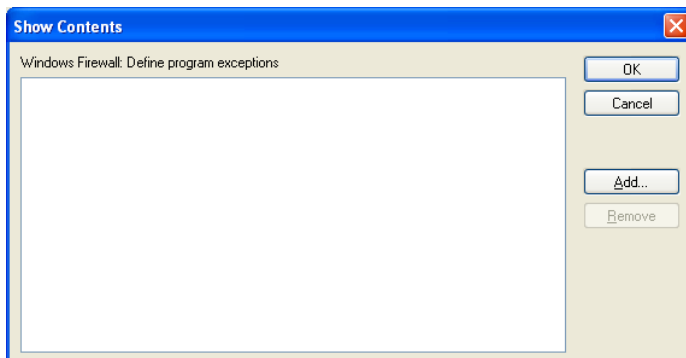 Show Contents
Windows Firewall: Define program exceptions
OK
Cancel
Add...
Remove